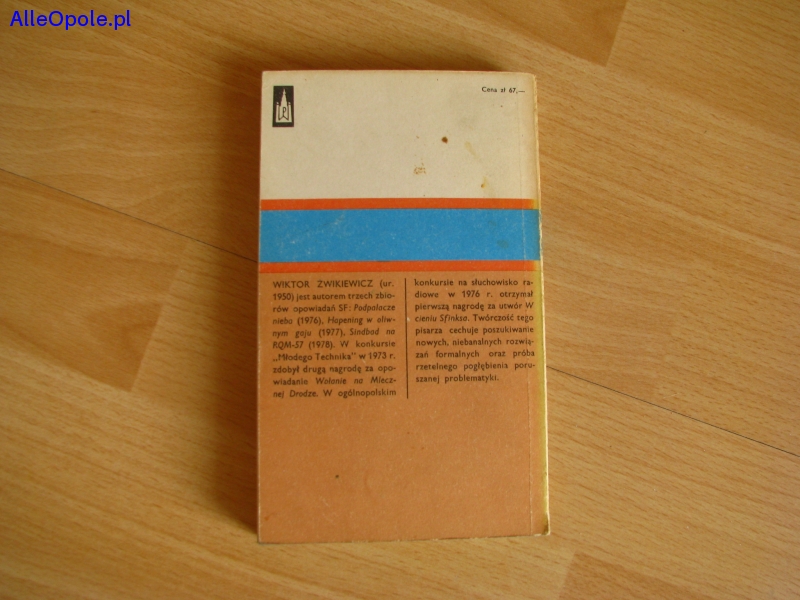 AlleOpole.pl
Cena zł 67,—
WIKTOR ŻWIKIEWICZ (ur.
1950) jest autorem trzech zbio-
rów opowiadań SF: Podpalacze
nieba (1976), Happening w oliw-
nym gaju (1977), Sindbad na
RQM-57 (1978). W konkursie
„Młodego Technika" w 1973 r.
zdobył drugą nagrodę za opo-
wiadanie Wołanie na Mlecz-
nej Drodze. W ogólnopolskim
konkursie na słuchowisko ra-
diowe w 1976 r. otrzymał
pierwszą nagrodę za utwór W
cieniu Sfinksa. Twórczość tego
pisarza cechuje poszukiwanie
nowych, niebanalnych rozwią-
zań formalnych oraz próba
rzetelnego pogłębienia poru-
szanej problematyki.